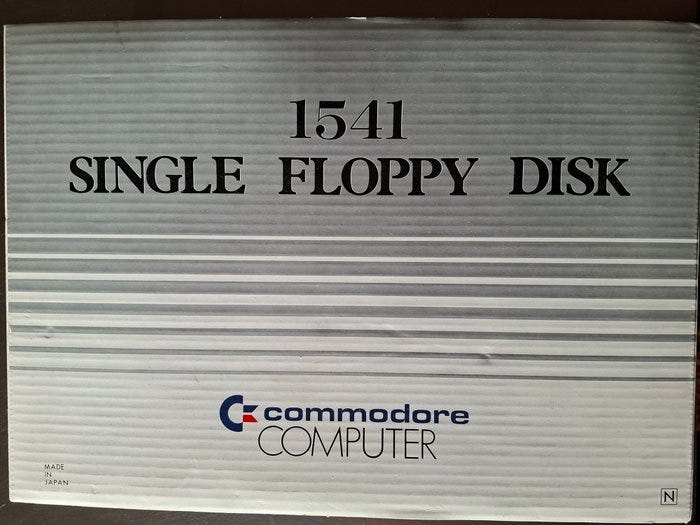 1541
SINGLE FLOPPY DISK
commodore
COMPUTER
MADE
IN
JAPAN
N